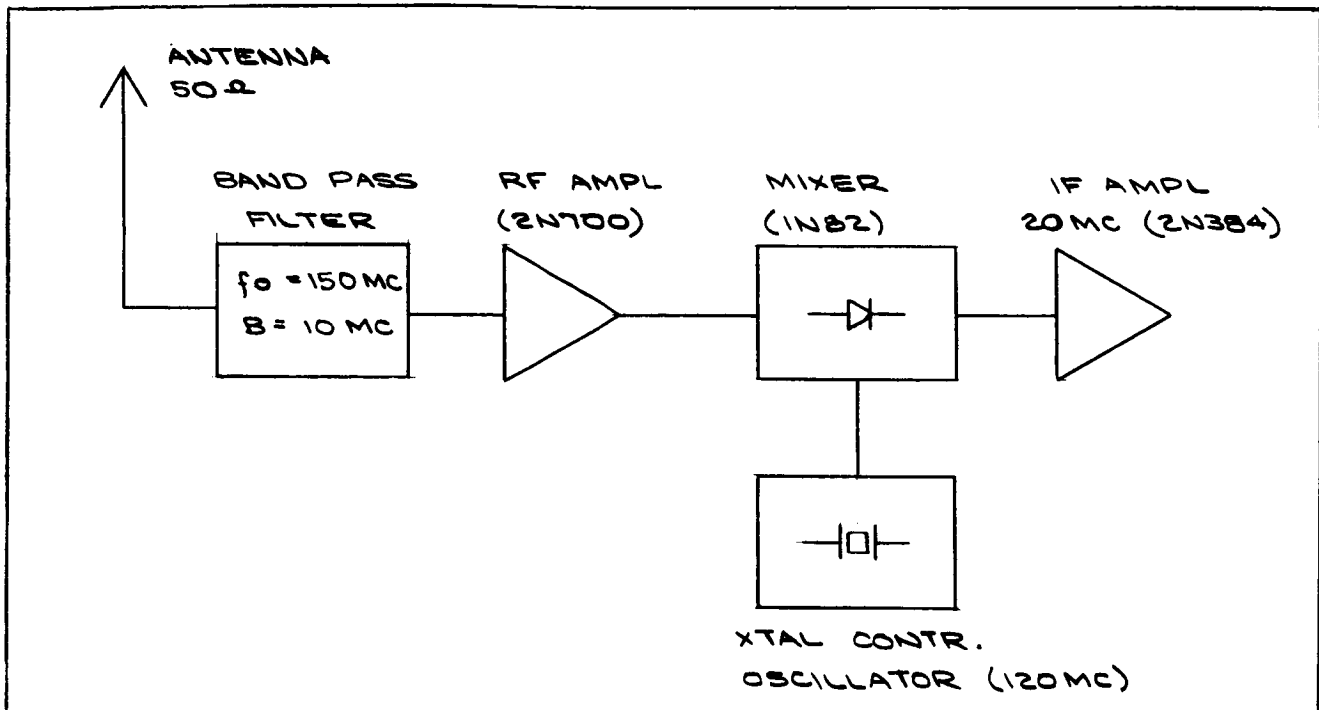 ANTENNA
50 Ω
BAND PASS
FILTER
fo = 150 MC
B = 10 MC
RF AMPL
(2N700)
MIXER
(1N82)
IF AMPL
20 MC (2N384)
XTAL CONTR.
OSCILLATOR (120 MC)